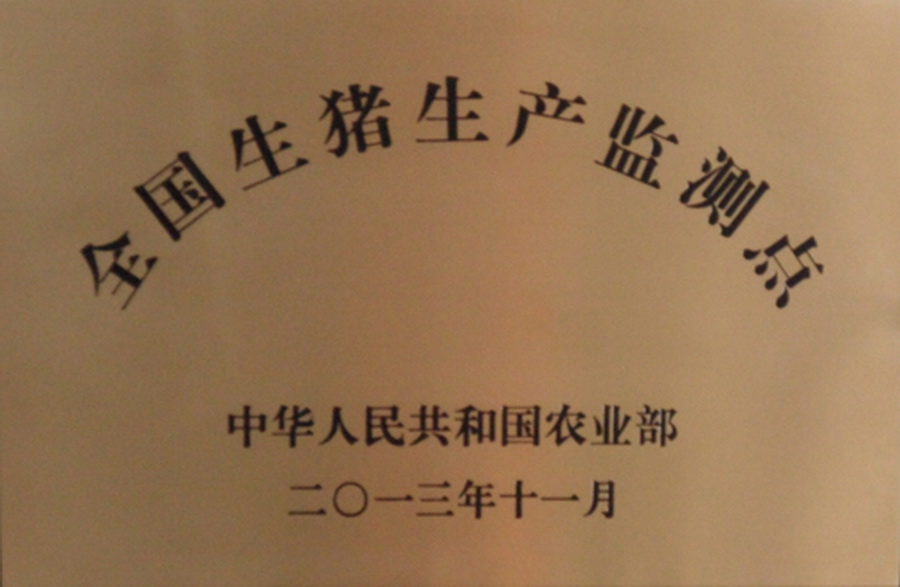 全国生猪生产监测点
中华人民共和国农业部
二〇一三年十一月